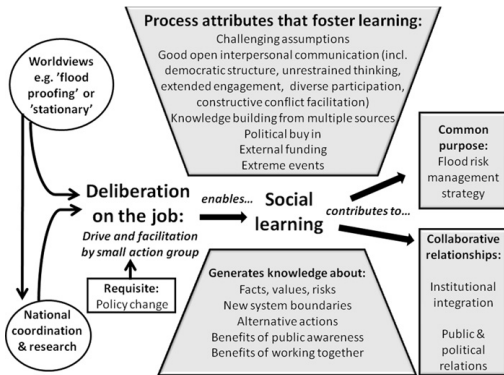 Process attributes that foster learning:
Challenging assumptions
Good open interpersonal communication (incl.
democratic structure, unrestrained thinking,
extended engagement, diverse participation,
constructive conflict facilitation)
Knowledge building from multiple sources
Political buy in
External funding
Extreme events
Worldviews
e.g. 'flood
proofing' or
'stationary'
Deliberation
on the job:
Drive and facilitation
by small action group
enables...
Social
learning
contributes to...
Common
purpose:
Flood risk
management
strategy
Collaborative
relationships:
Institutional
integration
Public &
political
relations
Requisite:
Policy change
National
coordination
& research
Generates knowledge about:
Facts, values, risks
New system boundaries
Alternative actions
Benefits of public awareness
Benefits of working together